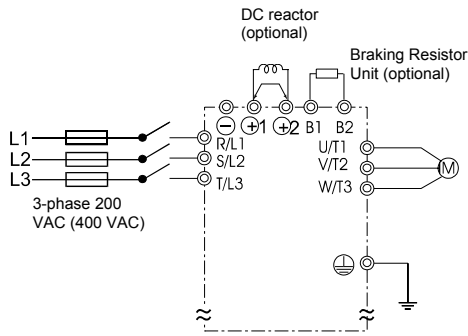 DC reactor
(optional)
Braking Resistor
Unit (optional)
− +1 +2 B1 B2
L1 R/L1 U/T1
L2 S/L2 V/T2 M
L3 T/L3 W/T3
3-phase 200
VAC (400 VAC)